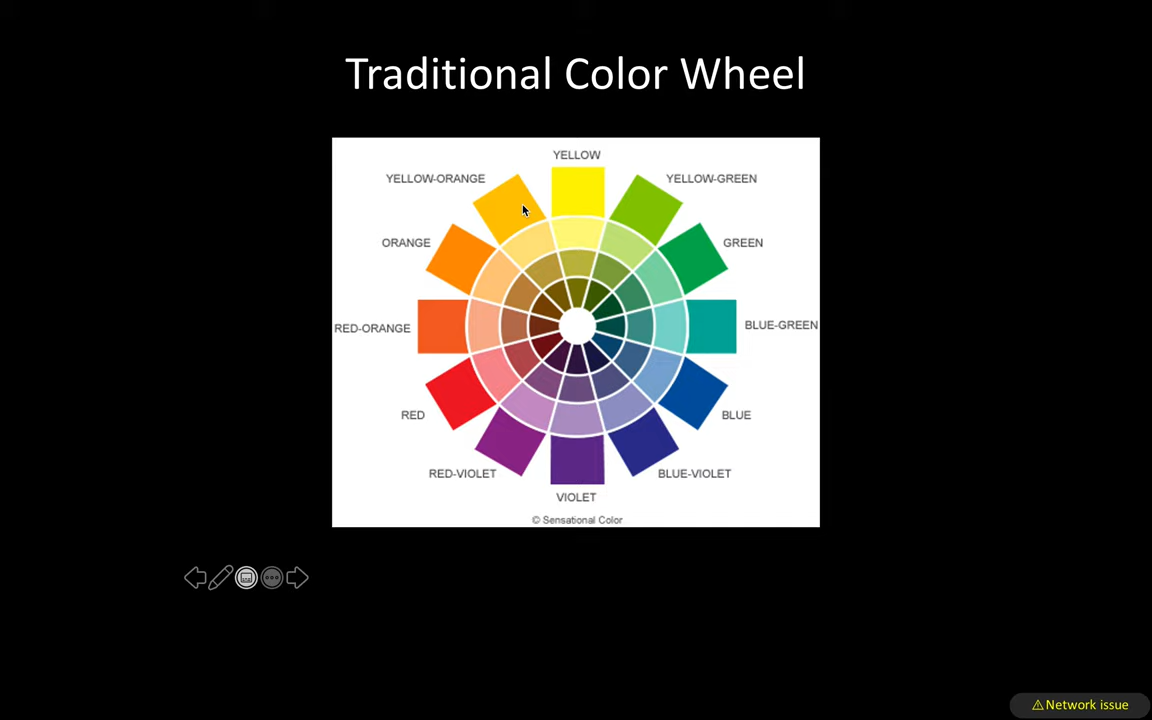 Traditional Color Wheel
YELLOW
YELLOW-ORANGE
YELLOW-GREEN
ORANGE
GREEN
RED-ORANGE
BLUE-GREEN
RED
BLUE
RED-VIOLET
BLUE-VIOLET
VIOLET
© Sensational Color
⚠Network issue